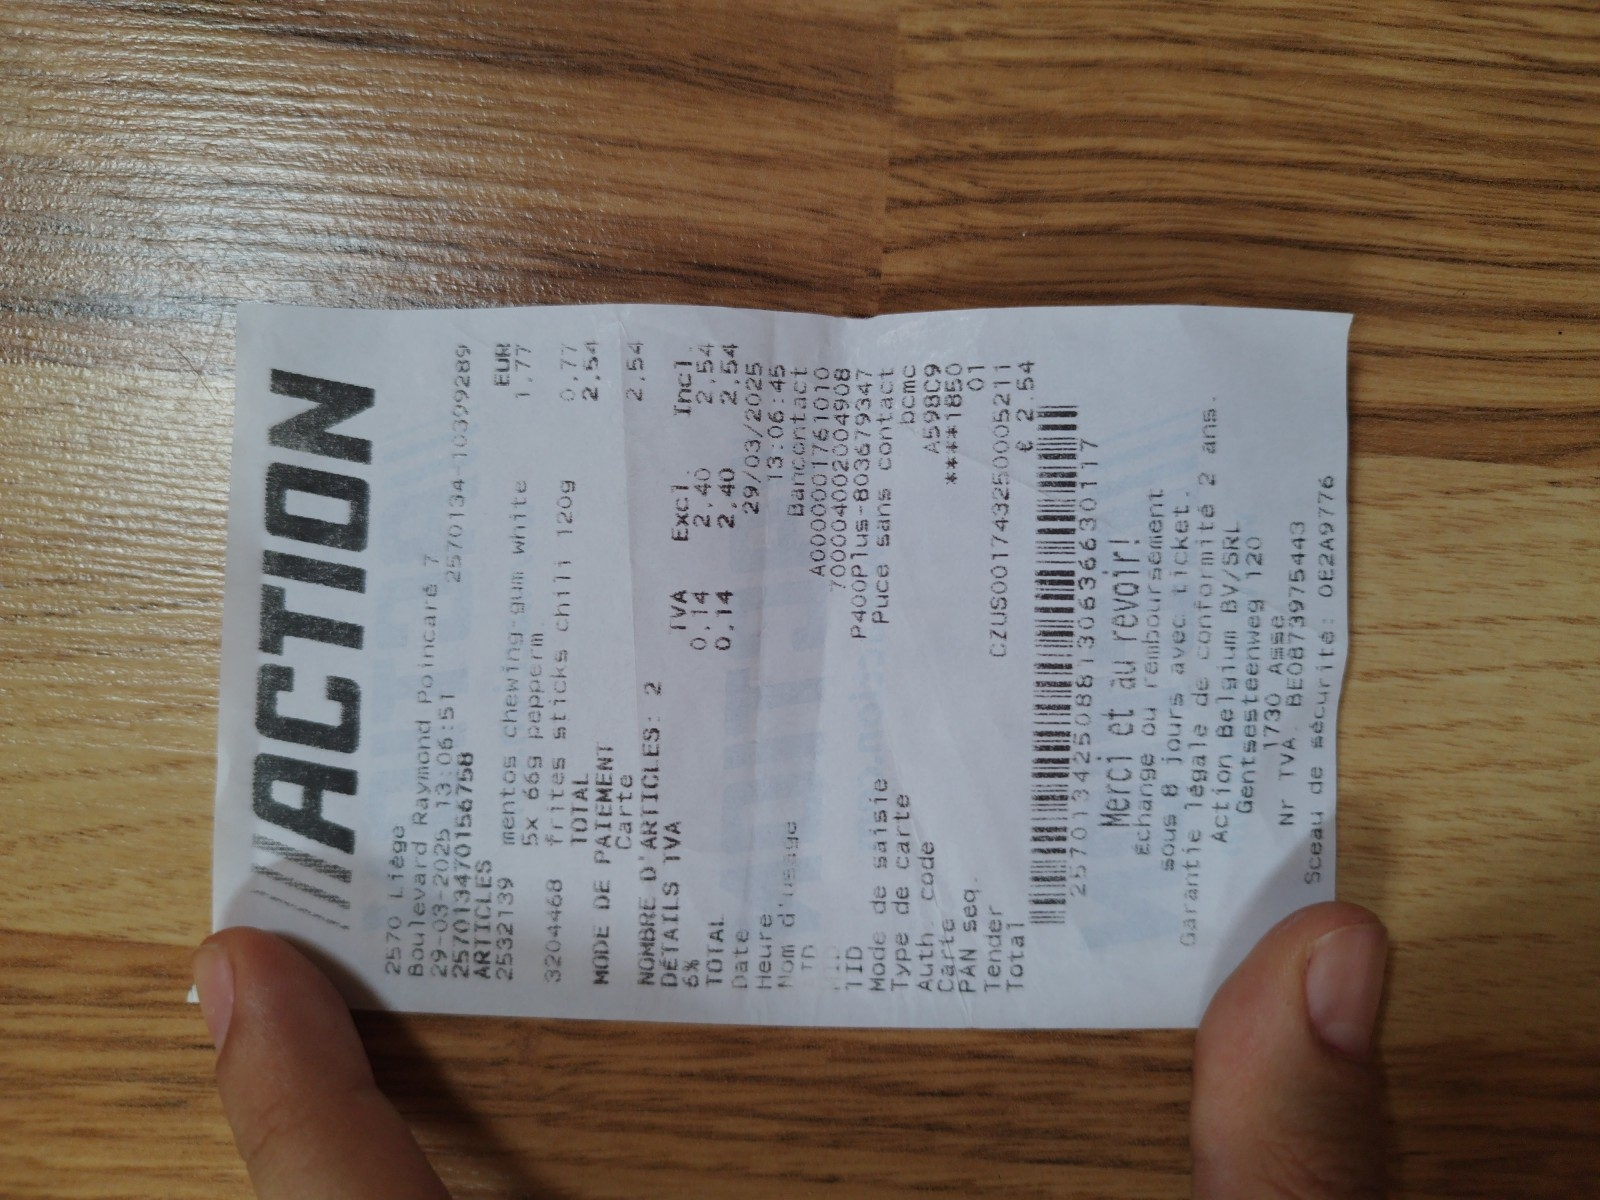 ACTION
2570 Liège
Boulevard Raymond Poincaré 7
29-03-2025 13:06:51 2570134-10399289
257013470156758
ARTICLES EUR
2532139 mentos chewing-gum white 1,77
5x 66g pepperm.
3204468 frites sticks chili 120g 0,77
TOTAL 2,54
MODE DE PAIEMENT
Carte 2,54
NOMBRE D'ARTICLES: 2
DÉTAILS TVA TVA Excl. Incl.
6% 0,14 2,40 2,54
TOTAL 0,14 2,40 2,54
Date 29/03/2025
Heure 13:06:45
Nom d'usage Bancontact
A0000001761010
700004002004908
TID P400Plus-803679347
Mode de saisie Puce sans contact
Type de carte bcmc
Auth. code A598C9
Carte ****1850
PAN seq. 01
Tender CZUS001743250005211
Total € 2.54
Merci et au revoir!
Echange ou remboursement
sous 8 jours avec ticket.
Garantie légale de conformité 2 ans.
Action Belgium BV/SRL
Gentsesteenweg 120
1730 Asse
Nr TVA. BE0873975443
Sceau de sécurité: 0E2A9776